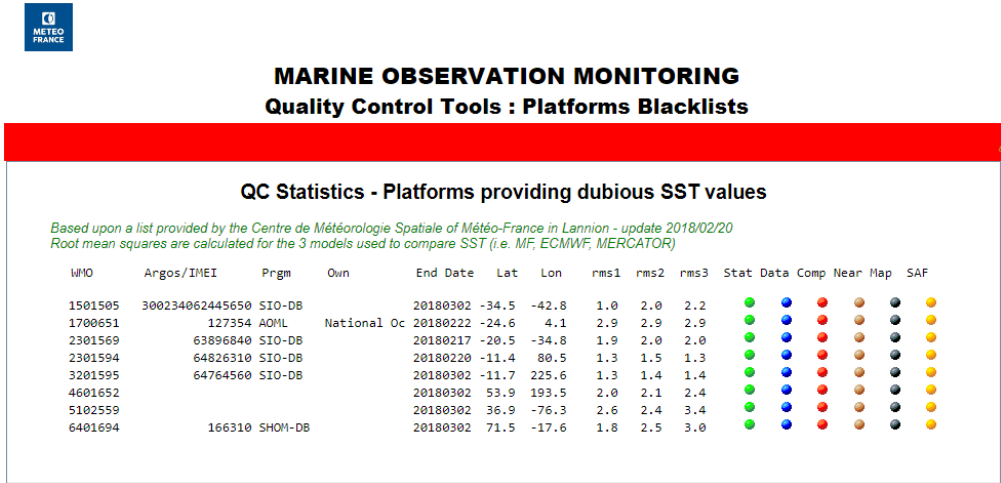 METEO
FRANCE
MARINE OBSERVATION MONITORING
Quality Control Tools : Platforms Blacklists
QC Statistics - Platforms providing dubious SST values
Based upon a list provided by the Centre de Météorologie Spatiale of Météo-France in Lannion - update 2018/02/20
Root mean squares are calculated for the 3 models used to compare SST (i.e. MF, ECMWF, MERCATOR)
WMO Argos/IMEI Prgm Own End Date Lat Lon rms1 rms2 rms3 Stat Data Comp Near Map SAF
1501505 300234062445650 SIO-DB 20180302 -34.5 -42.8 1.0 2.0 2.2
1700651 127354 AOML National Oc 20180222 -24.6 4.1 2.9 2.9 2.9
2301569 63896840 SIO-DB 20180217 -20.5 -34.8 1.9 2.0 2.0
2301594 64826310 SIO-DB 20180220 -11.4 80.5 1.3 1.5 1.3
3201595 64764560 SIO-DB 20180302 -11.7 225.6 1.3 1.4 1.4
4601652 20180302 53.9 193.5 2.0 2.1 2.4
5102559 20180302 36.9 -76.3 2.6 2.4 3.4
6401694 166310 SHOM-DB 20180302 71.5 -17.6 1.8 2.5 3.0